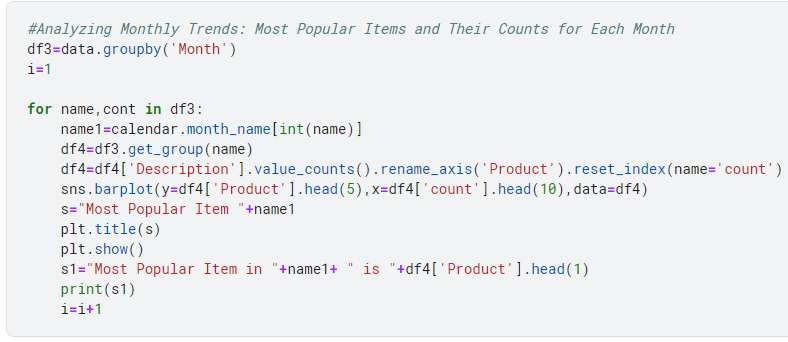 #Analyzing Monthly Trends: Most Popular Items and Their Counts for Each Month
df3=data.groupby('Month')
i=1
for name,cont in df3:
    name1=calendar.month_name[int(name)]
    df4=df3.get_group(name)
    df4=df4['Description'].value_counts().rename_axis('Product').reset_index(name='count')
    sns.barplot(y=df4['Product'].head(5),x=df4['count'].head(10),data=df4)
    s="Most Popular Item "+name1
    plt.title(s)
    plt.show()
    s1="Most Popular Item in "+name1+ " is "+df4['Product'].head(1)
    print(s1)
    i=i+1